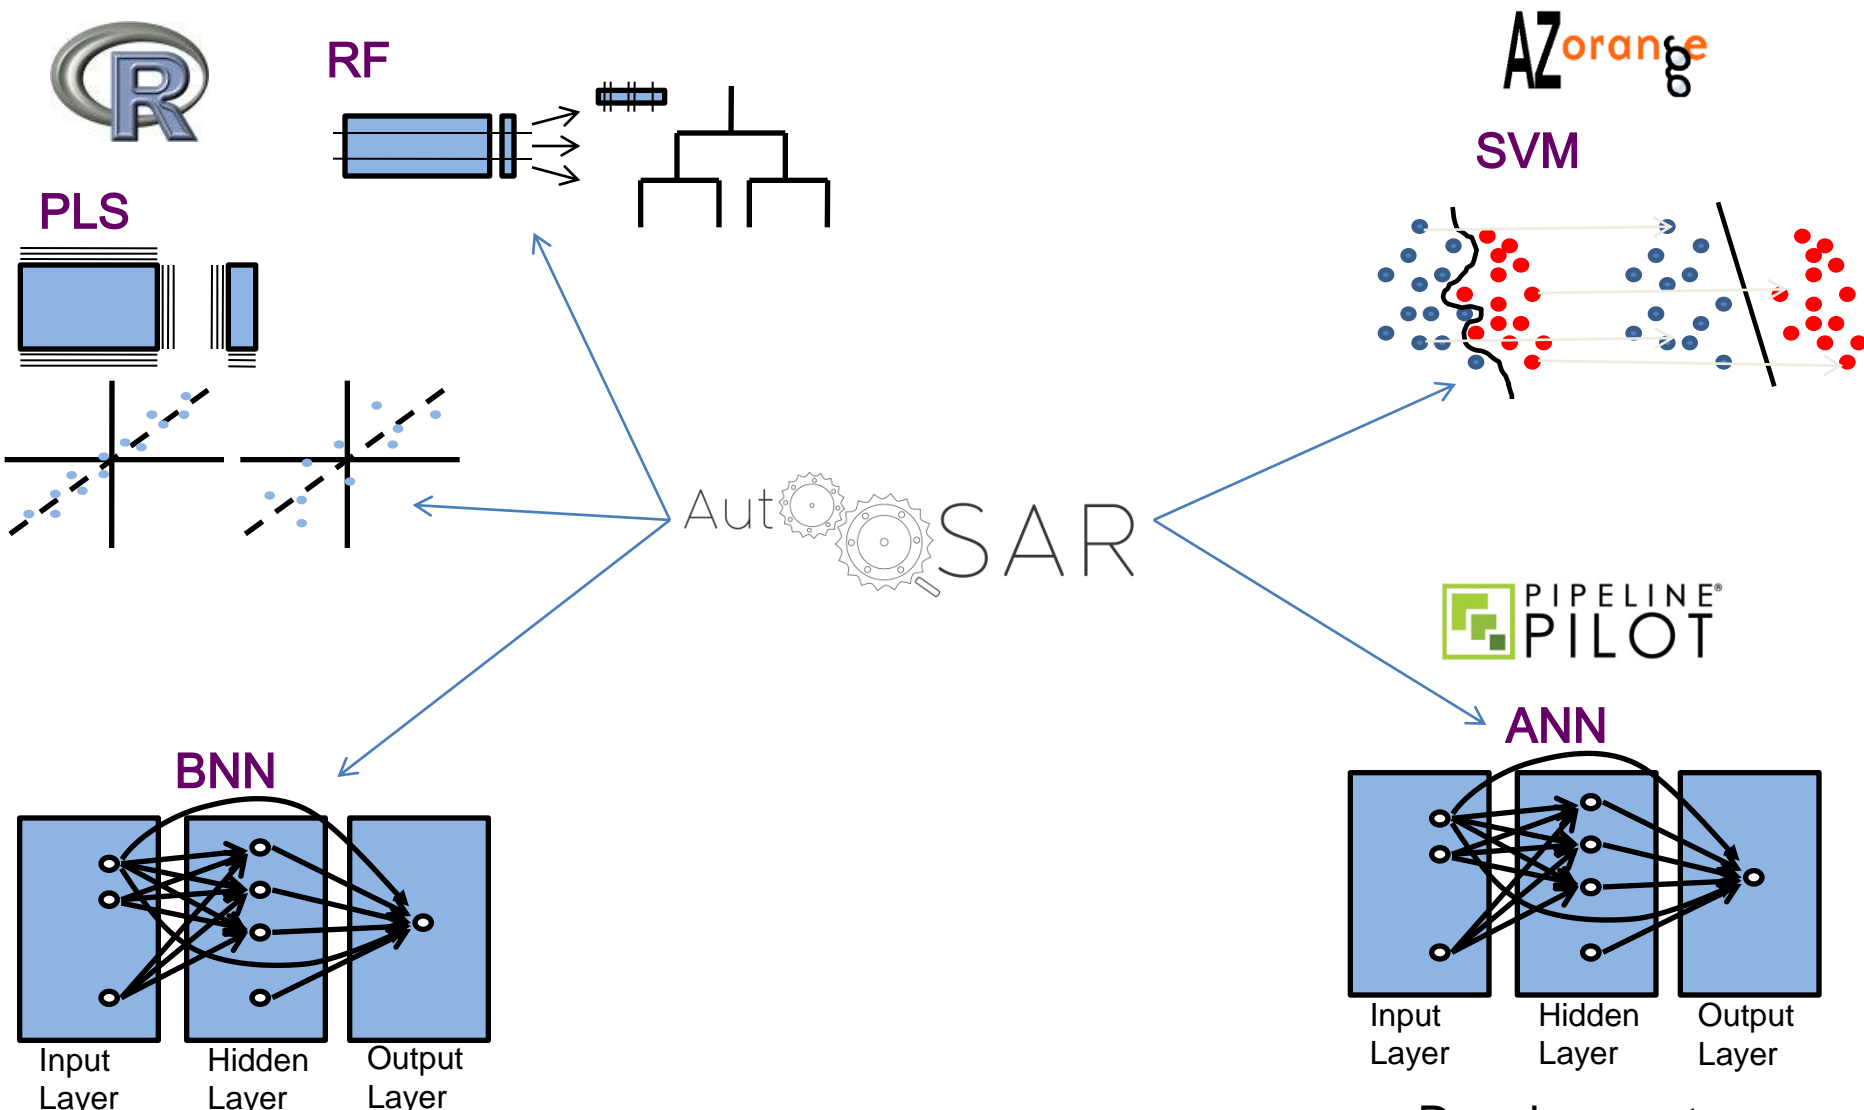 R
RF
AZorange
SVM
PLS
AutoQSAR
PIPELINE®
PILOT
ANN
BNN
Input
Layer
Hidden
Layer
Output
Layer
Input
Layer
Hidden
Layer
Output
Layer